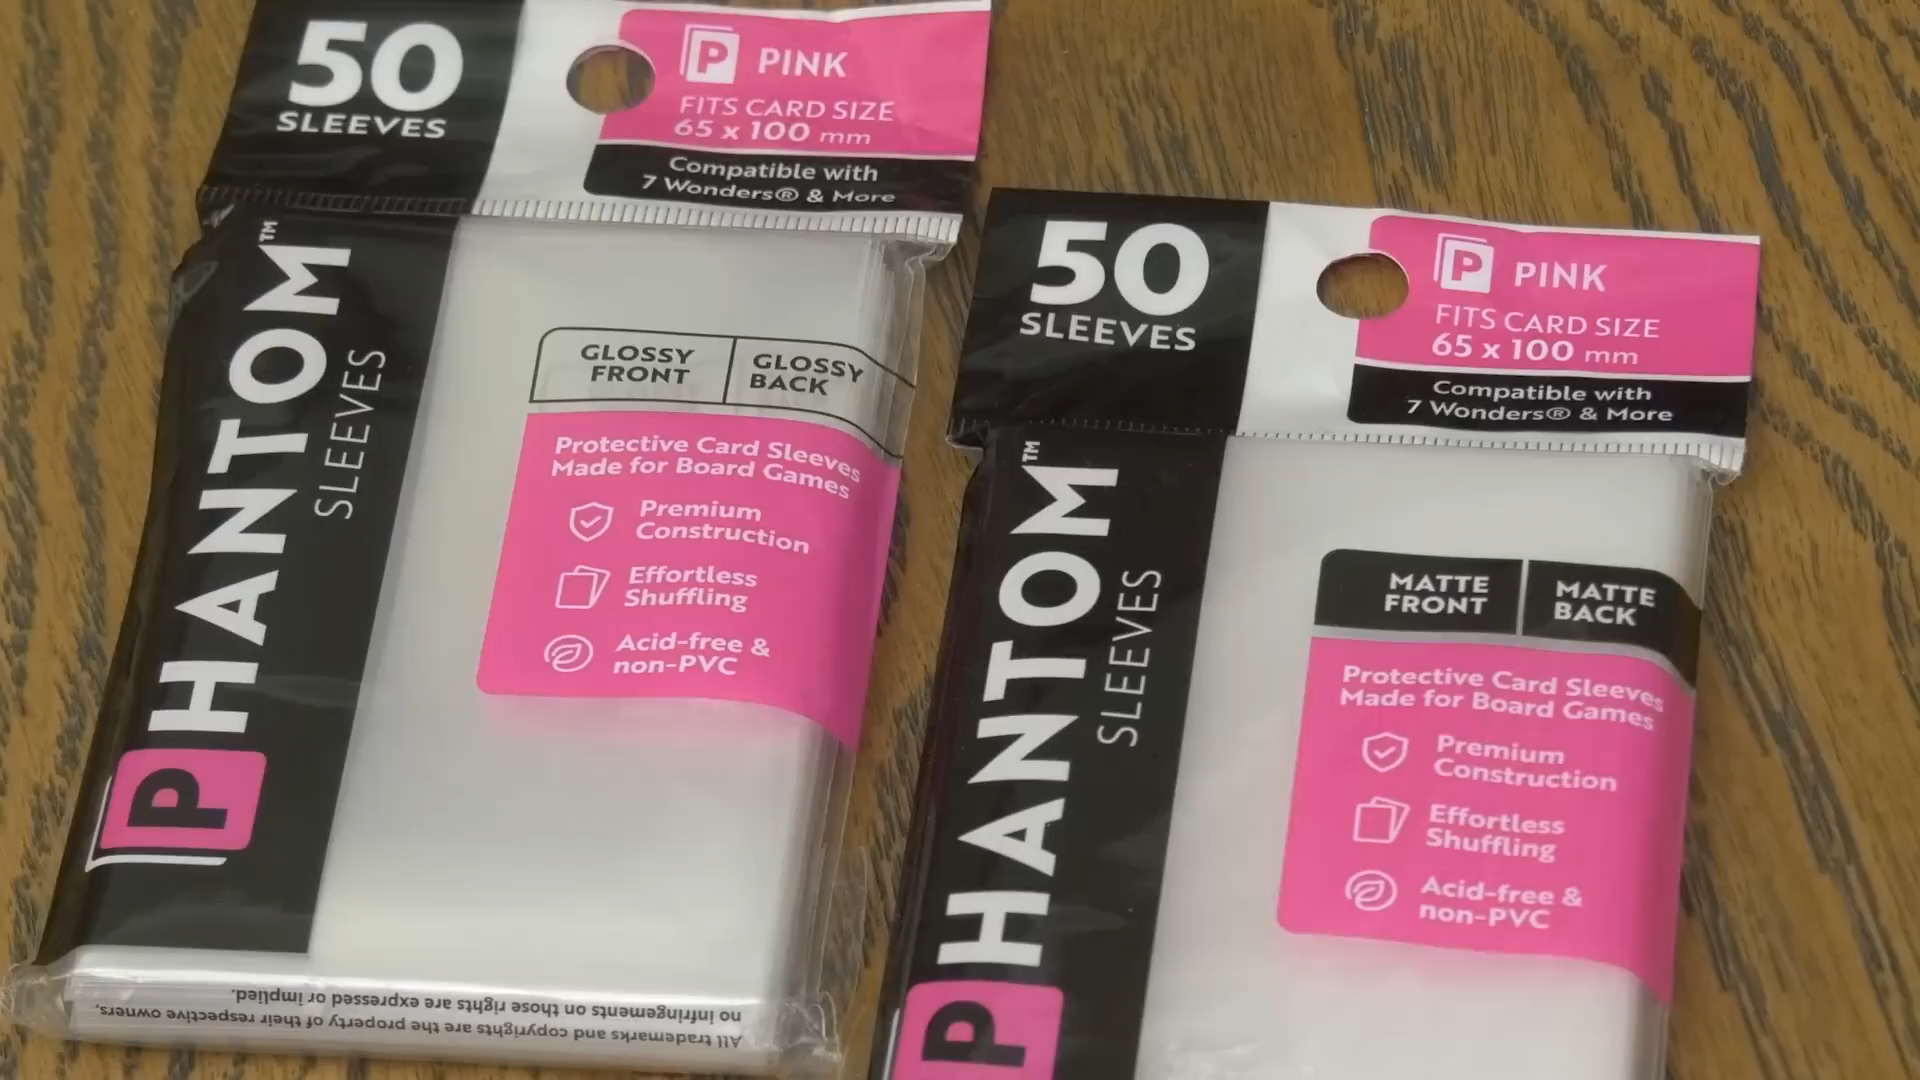 50
SLEEVES
P PINK
FITS CARD SIZE
65 x 100 mm
Compatible with
7 Wonders® & More
PHANTOM™
SLEEVES
GLOSSY
FRONT
GLOSSY
BACK
Protective Card Sleeves
Made for Board Games
Premium
Construction
Effortless
Shuffling
Acid-free &
non-PVC
All trademarks and copyrights are the property of their respective owners,
no infringements on those rights are expressed or implied.
50
SLEEVES
P PINK
FITS CARD SIZE
65 x 100 mm
Compatible with
7 Wonders® & More
PHANTOM™
SLEEVES
MATTE
FRONT
MATTE
BACK
Protective Card Sleeves
Made for Board Games
Premium
Construction
Effortless
Shuffling
Acid-free &
non-PVC